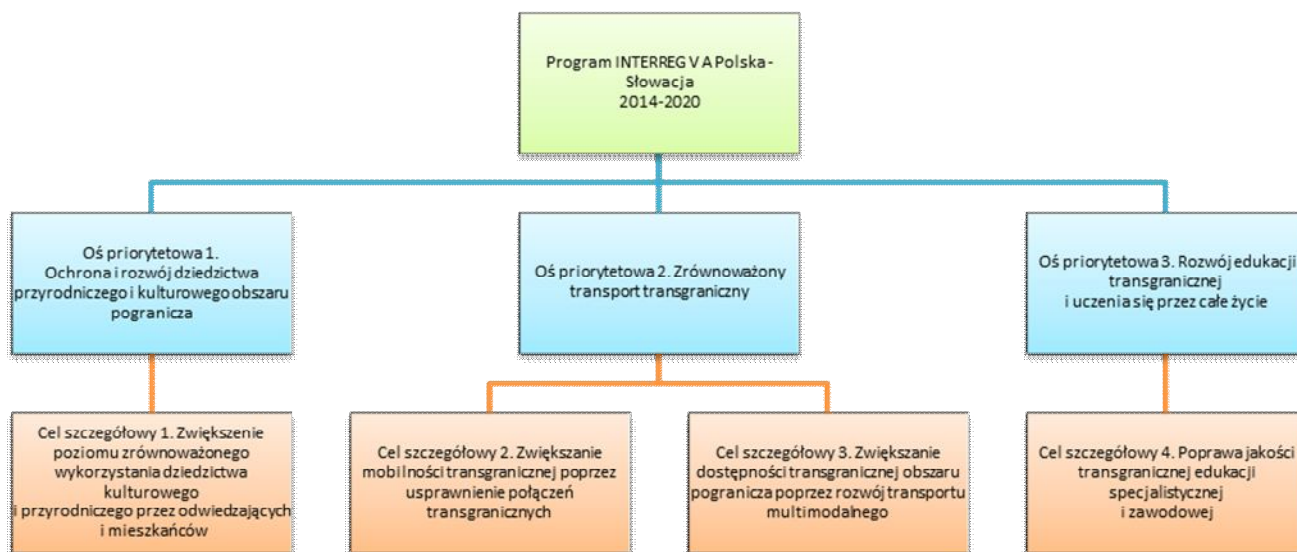 Program INTERREG V A Polska-
Słowacja
2014-2020
Oś priorytetowa 1.
Ochrona i rozwój dziedzictwa
przyrodniczego i kulturowego obszaru
pogranicza
Oś priorytetowa 2. Zrównoważony
transport transgraniczny
Oś priorytetowa 3. Rozwój edukacji
transgranicznej
i uczenia się przez całe życie
Cel szczegółowy 1. Zwiększenie
poziomu zrównoważonego
wykorzystania dziedzictwa
kulturowego
i przyrodniczego przez odwiedzających
i mieszkańców
Cel szczegółowy 2. Zwiększanie
mobilności transgranicznej poprzez
usprawnienie połączeń
transgranicznych
Cel szczegółowy 3. Zwiększanie
dostępności transgranicznej obszaru
pogranicza poprzez rozwój transportu
multimodalnego
Cel szczegółowy 4. Poprawa jakości
transgranicznej edukacji
specjalistycznej
i zawodowej